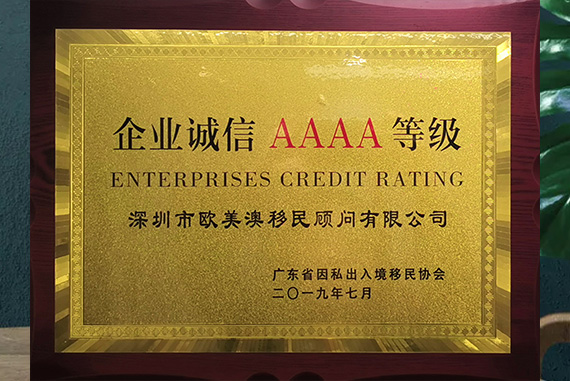 企业诚信 AAAA 等级
ENTERPRISES CREDIT RATING
深圳市欧美澳移民顾问有限公司
广东省因私出入境移民协会
二〇一九年七月